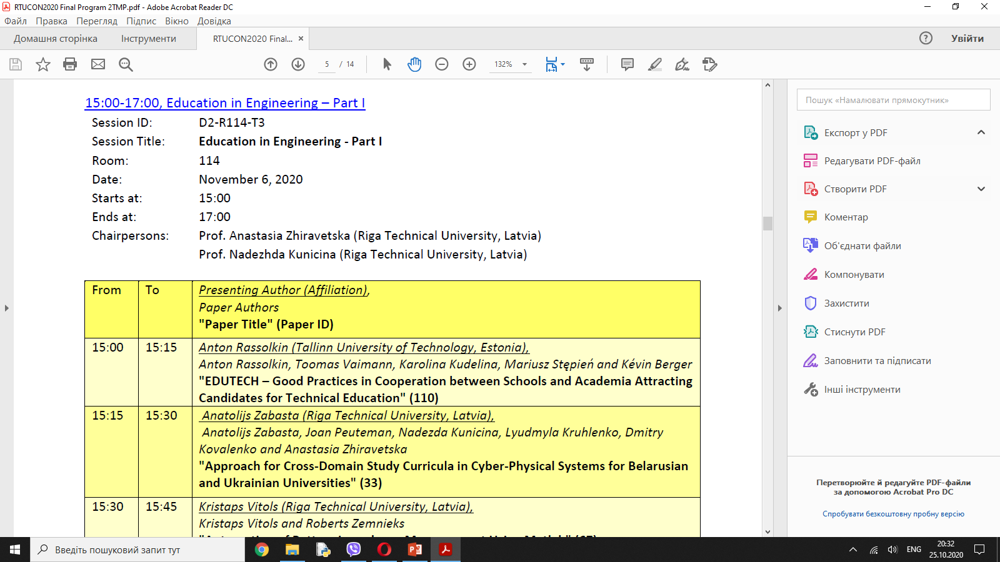 RTUCON2020 Final Program 2TMP.pdf - Adobe Acrobat Reader DC
Файл Правка Перегляд Підпис Вікно Довідка
Домашня сторінка Інструменти RTUCON2020 Final... × Увійти
5 / 14 132%
15:00-17:00, Education in Engineering – Part I
Session ID: D2-R114-T3
Session Title: Education in Engineering - Part I
Room: 114
Date: November 6, 2020
Starts at: 15:00
Ends at: 17:00
Chairpersons: Prof. Anastasia Zhiravetska (Riga Technical University, Latvia)
Prof. Nadezhda Kunicina (Riga Technical University, Latvia)
From To Presenting Author (Affiliation),
Paper Authors
"Paper Title" (Paper ID)
15:00 15:15 Anton Rassolkin (Tallinn University of Technology, Estonia),
Anton Rassolkin, Toomas Vaimann, Karolina Kudelina, Mariusz Stępień and Kévin Berger
"EDUTECH – Good Practices in Cooperation between Schools and Academia Attracting
Candidates for Technical Education" (110)
15:15 15:30 Anatolijs Zabasta (Riga Technical University, Latvia),
Anatolijs Zabasta, Joan Peuteman, Nadezda Kunicina, Lyudmyla Kruhlenko, Dmitry
Kovalenko and Anastasia Zhiravetska
"Approach for Cross-Domain Study Curricula in Cyber-Physical Systems for Belarusian
and Ukrainian Universities" (33)
15:30 15:45 Kristaps Vitols (Riga Technical University, Latvia),
Kristaps Vitols and Roberts Zemnieks
Пошук «Намалювати прямокутник»
Експорт у PDF
Редагувати PDF-файл
Створити PDF
Коментар
Об'єднати файли
Компонувати
Захистити
Стиснути PDF
Заповнити та підписати
Інші інструменти
Перетворюйте й редагуйте PDF-файли
за допомогою Acrobat Pro DC
Спробувати безкоштовну пробну версію
Введіть пошуковий запит тут
ENG
20:32
25.10.2020